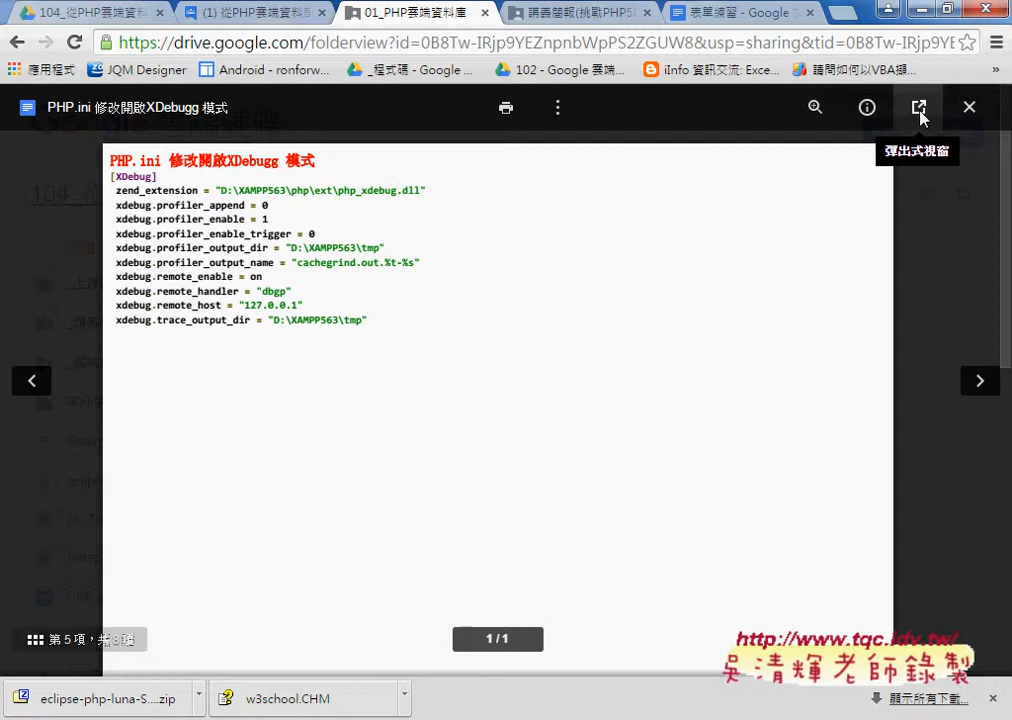 104_從PHP雲端資料
(1) 從PHP雲端資料
01_PHP雲端資料庫
講義簡報(挑戰PHP5
表單練習 - Google 文
https://drive.google.com/folderview?id=0B8Tw-IRjp9YEZnpnbWpPS2ZGUW8&usp=sharing&tid=0B8Tw-IRjp9YE
應用程式
JQM Designer
Android - ronforw...
_程式碼 - Google ...
102 - Google 雲端...
iInfo 資訊交流: Exce...
請問如何以VBA擷...
»
PHP.ini 修改開啟XDebugg 模式
彈出式視窗
PHP.ini 修改開啟XDebugg 模式
[XDebug]
zend_extension = "D:\XAMPP563\php\ext\php_xdebug.dll"
xdebug.profiler_append = 0
xdebug.profiler_enable = 1
xdebug.profiler_enable_trigger = 0
xdebug.profiler_output_dir = "D:\XAMPP563\tmp"
xdebug.profiler_output_name = "cachegrind.out.%t-%s"
xdebug.remote_enable = on
xdebug.remote_handler = "dbgp"
xdebug.remote_host = "127.0.0.1"
xdebug.trace_output_dir = "D:\XAMPP563\tmp"
第 5 項，共 8 項
1 / 1
http://www.tqc.idv.tw/
吳清輝老師錄製
eclipse-php-luna-S....zip
w3school.CHM
顯示所有下載...